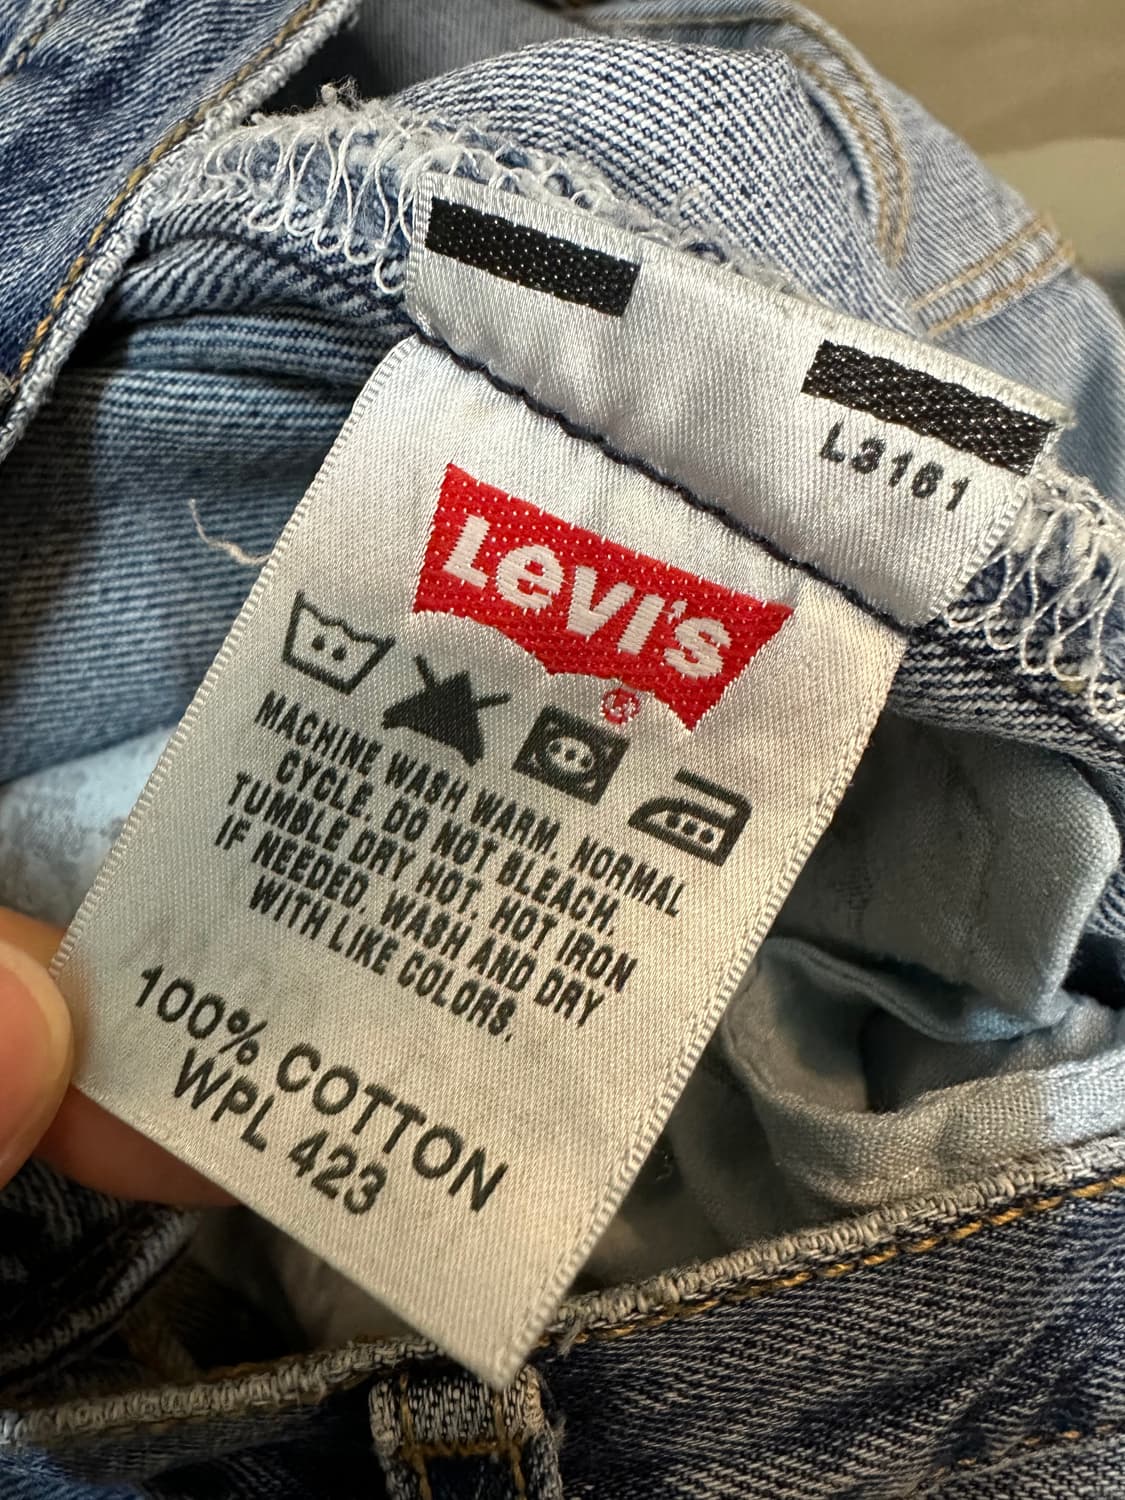 L3161
Levi's
®
MACHINE WASH WARM, NORMAL
CYCLE. DO NOT BLEACH.
TUMBLE DRY HOT. HOT IRON
IF NEEDED. WASH AND DRY
WITH LIKE COLORS.
100% COTTON
WPL 423